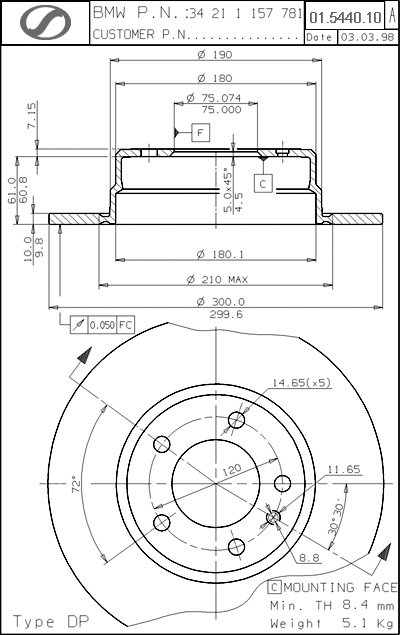 BMW P.N.:34 21 1 157 781
CUSTOMER P.N................
01.5440.10 A
Date 03.03.98
Ø 190
Ø 180
Ø 75.074
75.000
F
7.15
C
5.0x45°
4.5
61.0
60.8
10.0
9.8
Ø 180.1
Ø 210 MAX
Ø 300.0
299.6
0.050 FC
14.65(x5)
72°
120
11.65
30°30'
8.8
C MOUNTING FACE
Min. TH 8.4 mm
Type DP
Weight 5.1 Kg